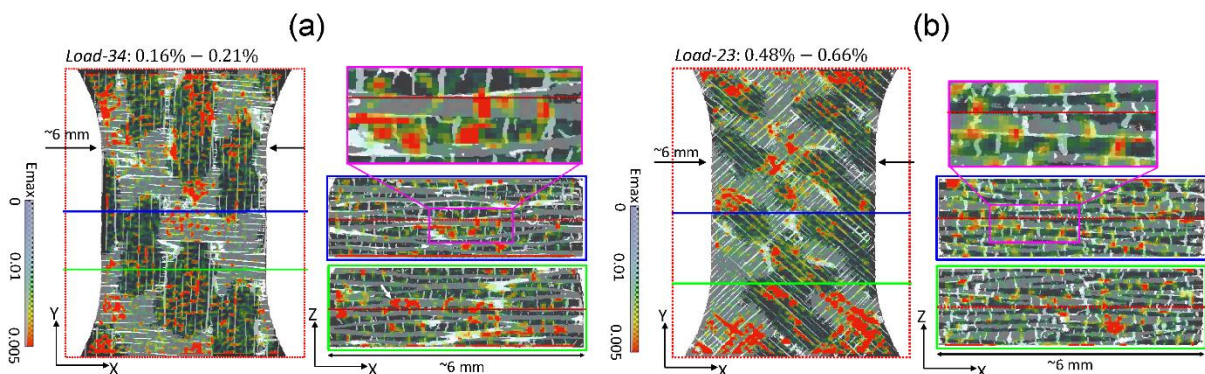 (a)
Load-34: 0.16% – 0.21%
~6 mm
Emax
0
0.01
0.005
Y
X
Z
X
~6 mm
(b)
Load-23: 0.48% – 0.66%
~6 mm
Emax
0
0.01
0.005
Y
X
Z
X
~6 mm